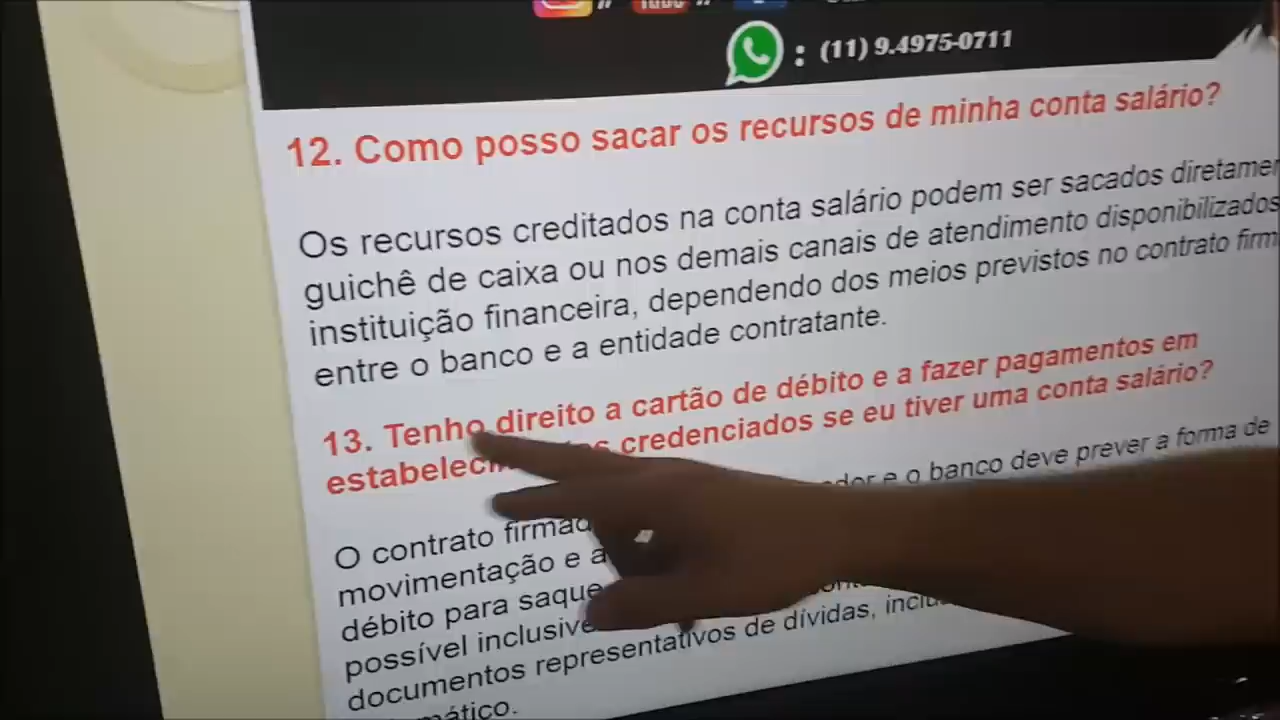 : (11) 9.4975-0711
12. Como posso sacar os recursos de minha conta salário?
Os recursos creditados na conta salário podem ser sacados
guichê de caixa ou nos demais canais de atendimento disponibilizados
instituição financeira, dependendo dos meios previstos no contrato
entre o banco e a entidade contratante.
13. Tenho direito a cartão de débito e a fazer pagamentos em
credenciados se eu tiver uma conta salário?
O contrato e o banco deve prever a forma de
movimentação e
débito para saque
possível inclusive
documentos representativos de dívidas,